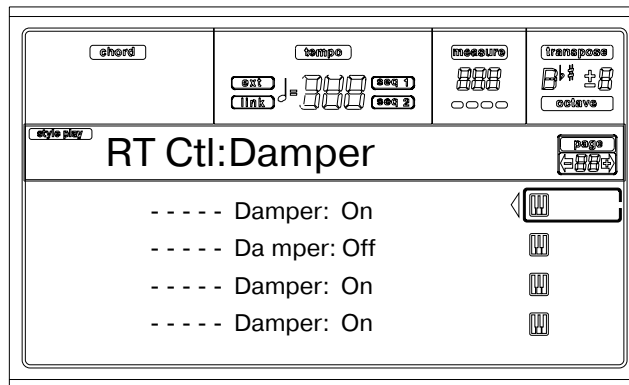 chord
tempo
measure
transpose
ext
seq 1
link
seq 2
octave
style play
RT Ctl:Damper
page
- - - - - Damper: On
- - - - - Da mper: Off
- - - - - Damper: On
- - - - - Damper: On